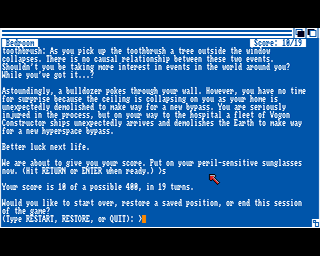 Bedroom Score: 10/19
toothbrush: As you pick up the toothbrush a tree outside the window
collapses. There is no causal relationship between these two events.
Shouldn't you be taking more interest in events in the world around you?
While you've got it...?
Astoundingly, a bulldozer pokes through your wall. However, you have no time
for surprise because the ceiling is collapsing on you as your home is
unexpectedly demolished to make way for a new bypass. You are seriously
injured in the process, but on your way to the hospital a fleet of Vogon
Constructor ships unexpectedly arrives and demolishes the Earth to make way
for a new hyperspace bypass.
Better luck next life.
We are about to give you your score. Put on your peril-sensitive sunglasses
now. (Hit RETURN or ENTER when ready.) >s
Your score is 10 of a possible 400, in 19 turns.
Would you like to start over, restore a saved position, or end this session
of the game?
(Type RESTART, RESTORE, or QUIT): >